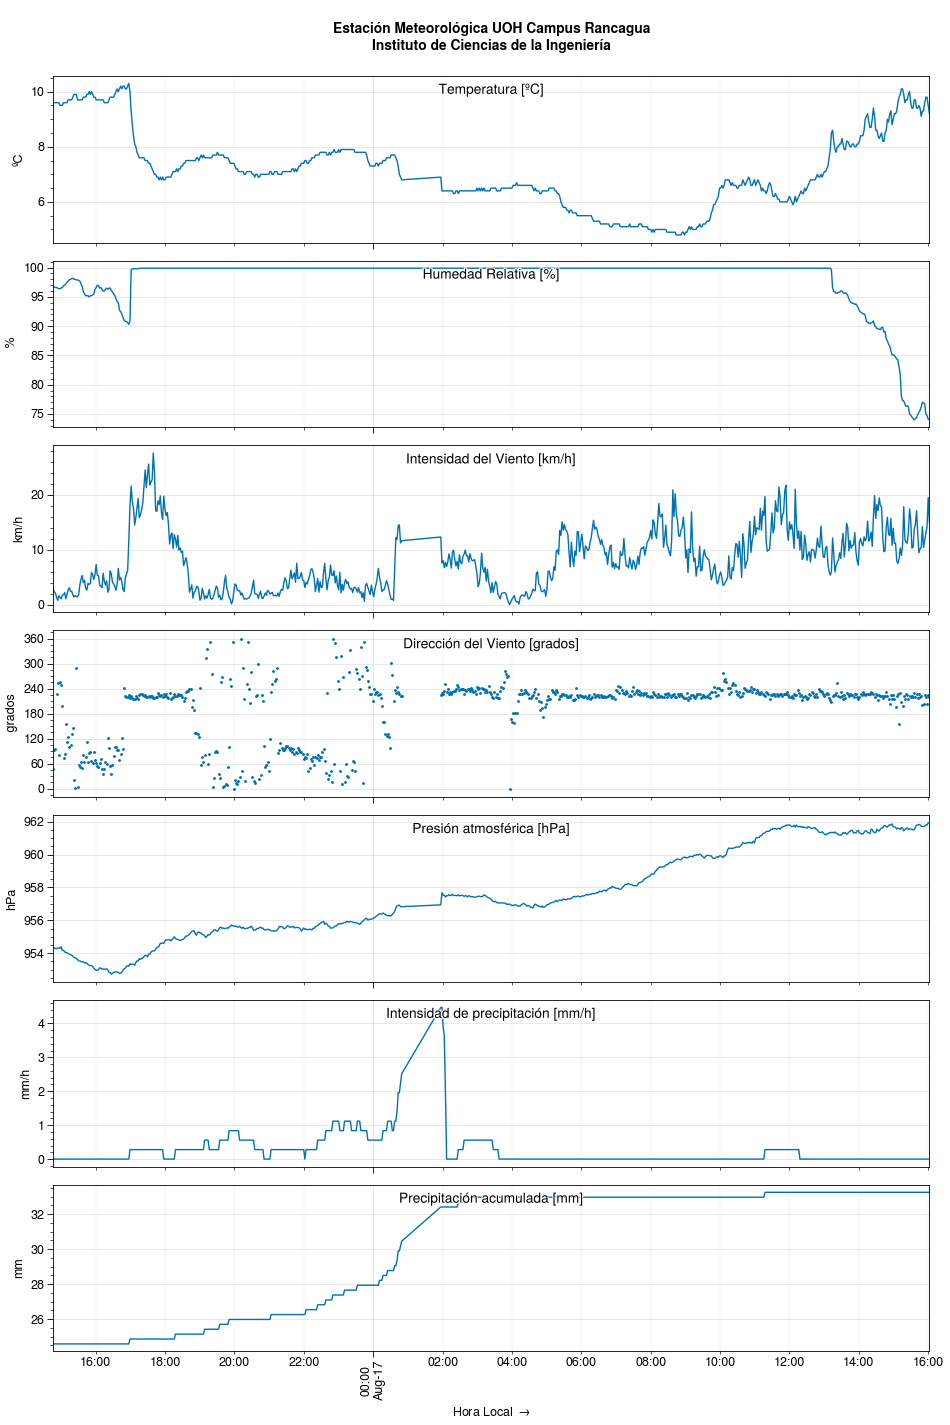 Estación Meteorológica UOH Campus Rancagua
Instituto de Ciencias de la Ingeniería
Temperatura [ºC]
ºC
10
8
6
Humedad Relativa [%]
%
100
95
90
85
80
75
Intensidad del Viento [km/h]
km/h
20
10
0
Dirección del Viento [grados]
grados
360
300
240
180
120
60
0
Presión atmosférica [hPa]
hPa
962
960
958
956
954
Intensidad de precipitación [mm/h]
mm/h
4
3
2
1
0
Precipitación acumulada [mm]
mm
32
30
28
26
16:00 18:00 20:00 22:00 00:00 02:00 04:00 06:00 08:00 10:00 12:00 14:00 16:00
Aug-17
Hora Local →